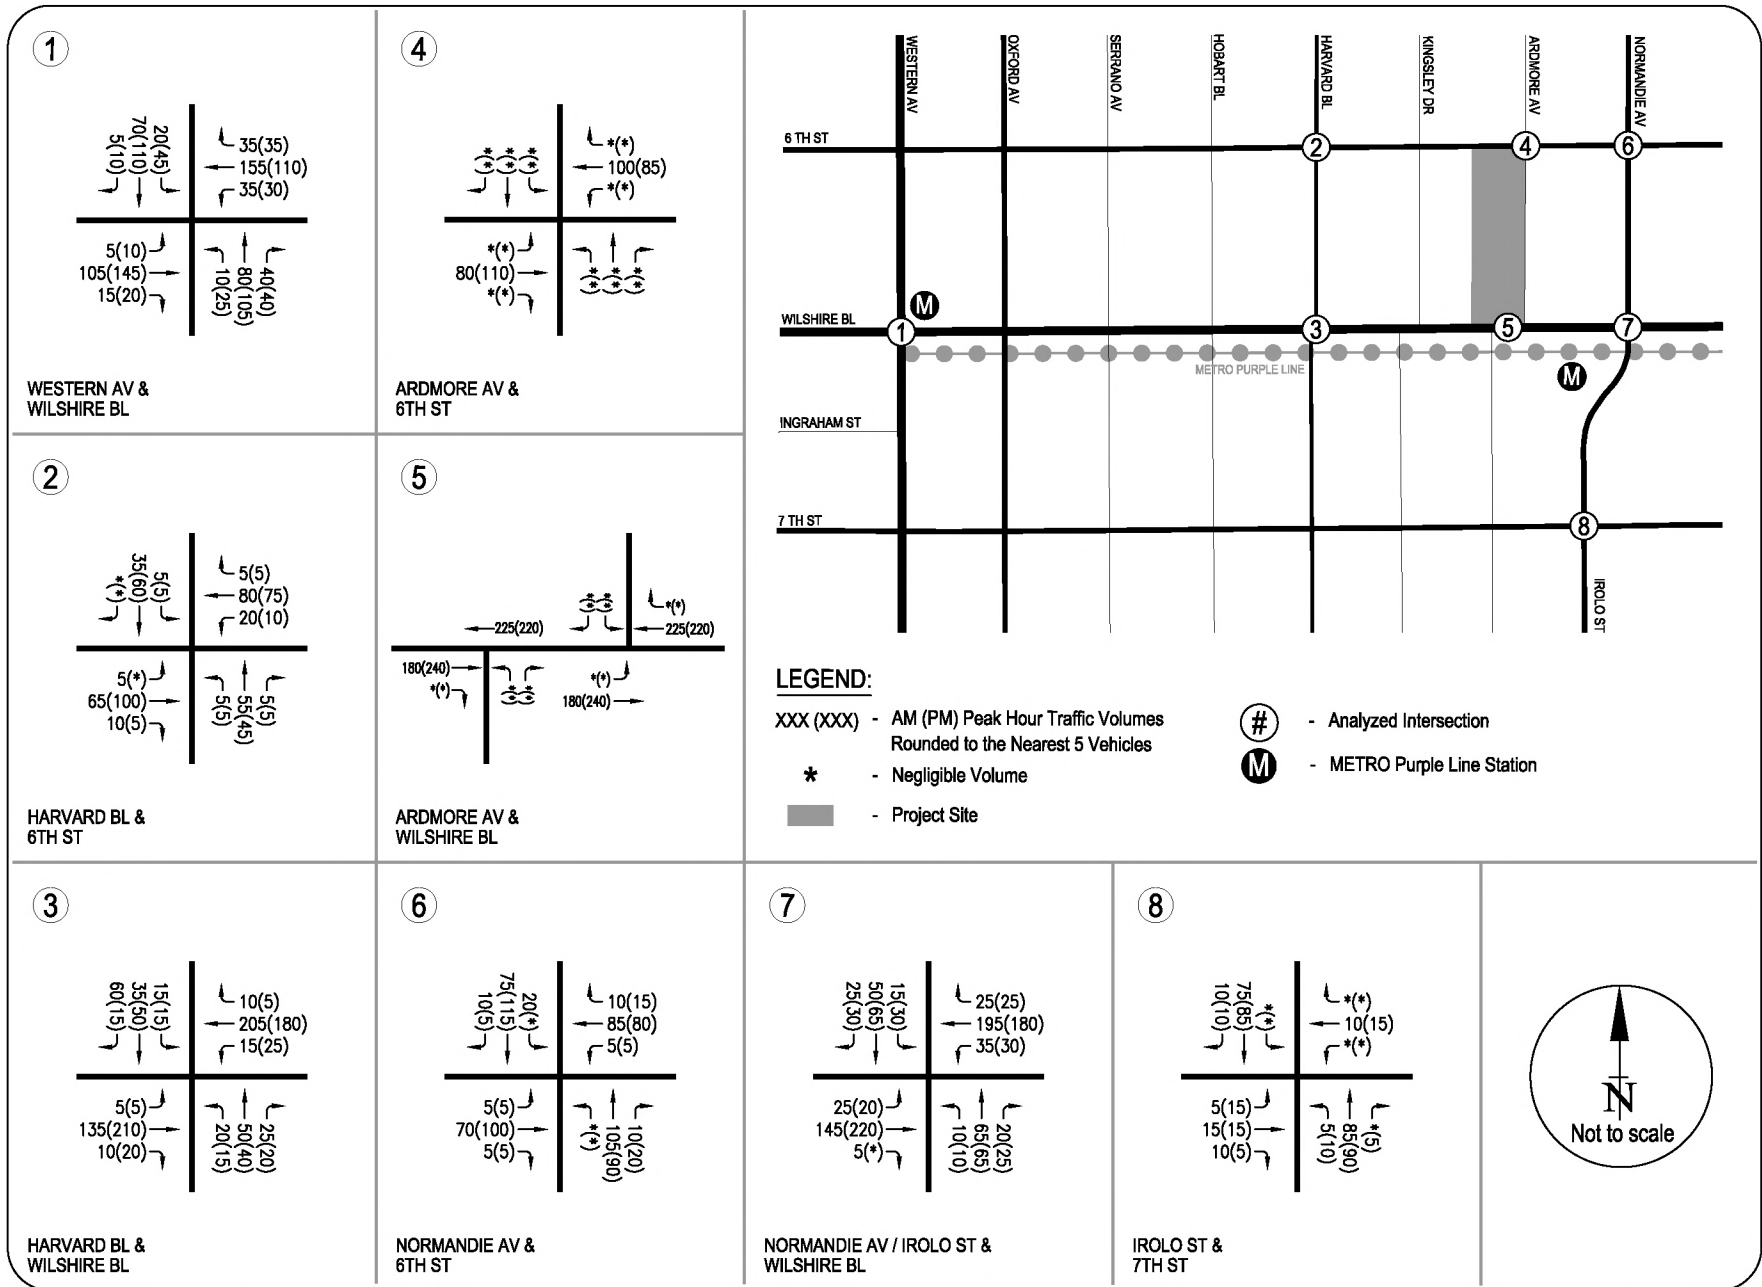 1
20(45)
70(110)
5(10)
35(35)
155(110)
35(30)
5(10)
105(145)
15(20)
10(25)
80(105)
40(40)
WESTERN AV &
WILSHIRE BL
4
*(*)
*(*)
*(*)
*(*)
100(85)
*(*)
*(*)
80(110)
*(*)
*(*)
*(*)
*(*)
ARDMORE AV &
6TH ST
2
5(5)
35(60)
*(*)
5(5)
80(75)
20(10)
5(*)
65(100)
10(5)
5(5)
55(45)
5(5)
HARVARD BL &
6TH ST
5
*(*)
*(*)
*(*)
225(220)
225(220)
180(240)
*(*)
*(*)
*(*)
*(*)
180(240)
ARDMORE AV &
WILSHIRE BL
WESTERN AV
OXFORD AV
SERRANO AV
HOBART BL
HARVARD BL
KINGSLEY DR
ARDMORE AV
NORMANDIE AV
6 TH ST
2
4
6
M
WILSHIRE BL
1
3
5
7
METRO PURPLE LINE
M
INGRAHAM ST
7 TH ST
8
IROLO ST
LEGEND:
XXX (XXX) - AM (PM) Peak Hour Traffic Volumes
Rounded to the Nearest 5 Vehicles
* - Negligible Volume
- Project Site
# - Analyzed Intersection
M - METRO Purple Line Station
3
15(15)
35(50)
60(15)
10(5)
205(180)
15(25)
5(5)
135(210)
10(20)
20(15)
50(40)
25(20)
HARVARD BL &
WILSHIRE BL
6
20(*)
75(115)
10(5)
10(15)
85(80)
5(5)
5(5)
70(100)
5(5)
*(*)
105(90)
10(20)
NORMANDIE AV &
6TH ST
7
15(30)
50(65)
25(30)
25(25)
195(180)
35(30)
25(20)
145(220)
5(*)
10(10)
65(65)
20(25)
NORMANDIE AV / IROLO ST &
WILSHIRE BL
8
*(*)
75(85)
10(10)
*(*)
10(15)
*(*)
5(15)
15(15)
10(5)
5(10)
85(90)
*(5)
IROLO ST &
7TH ST
N
Not to scale